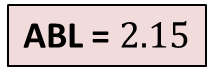 ABL = 2.15